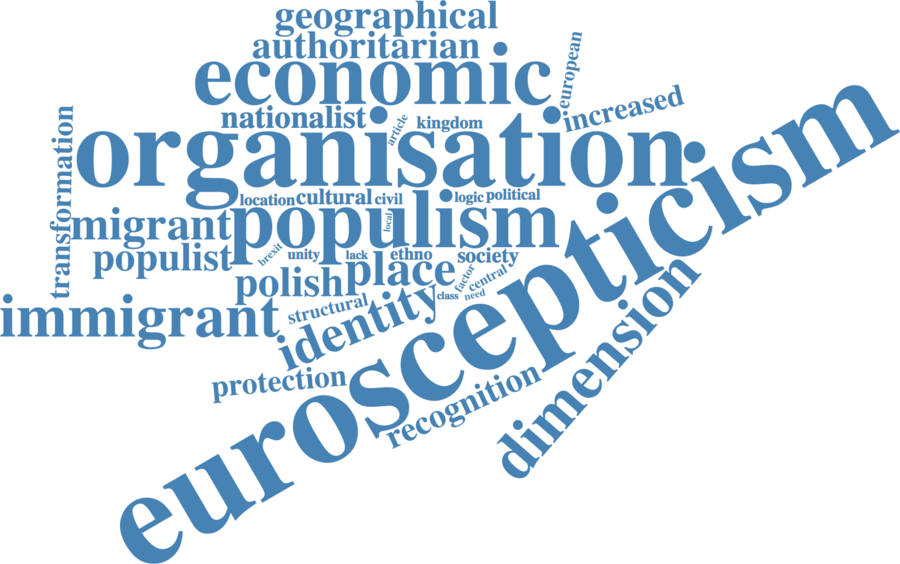 geographical
authoritarian
european
economic
increased
nationalist
article
kingdom
organisation
transformation
location
cultural
civil
logic
political
migrant
populism
local
populist
brexit
unity
lack
ethno
society
polish
place
factor
central
class
need
immigrant
structural
identity
euroscepticism
protection
recognition
dimension